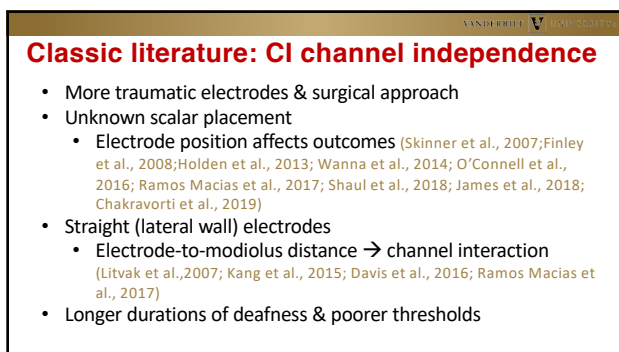 VANDERBILT V UNIVERSITY
Classic literature: CI channel independence
• More traumatic electrodes & surgical approach
• Unknown scalar placement
• Electrode position affects outcomes (Skinner et al., 2007;Finley
et al., 2008;Holden et al., 2013; Wanna et al., 2014; O’Connell et al.,
2016; Ramos Macias et al., 2017; Shaul et al., 2018; James et al., 2018;
Chakravorti et al., 2019)
• Straight (lateral wall) electrodes
• Electrode-to-modiolus distance → channel interaction
(Litvak et al.,2007; Kang et al., 2015; Davis et al., 2016; Ramos Macias et
al., 2017)
• Longer durations of deafness & poorer thresholds